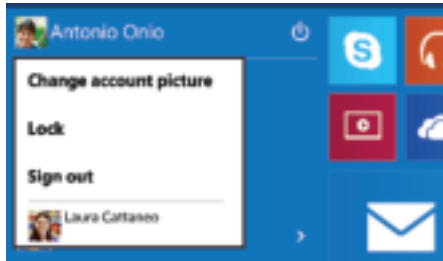 Antonio Onio
Change account picture
Lock
Sign out
Laura Cattaneo